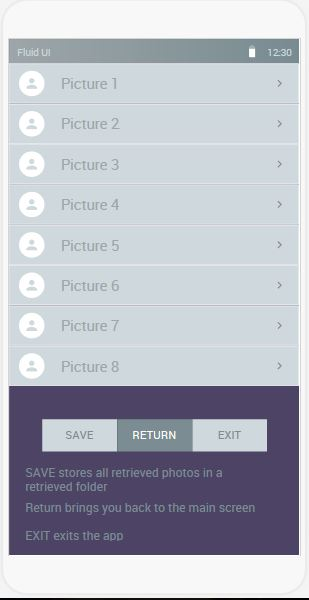 Fluid UI 12:30
Picture 1
Picture 2
Picture 3
Picture 4
Picture 5
Picture 6
Picture 7
Picture 8
SAVE RETURN EXIT
SAVE stores all retrieved photos in a
retrieved folder
Return brings you back to the main screen
EXIT exits the app